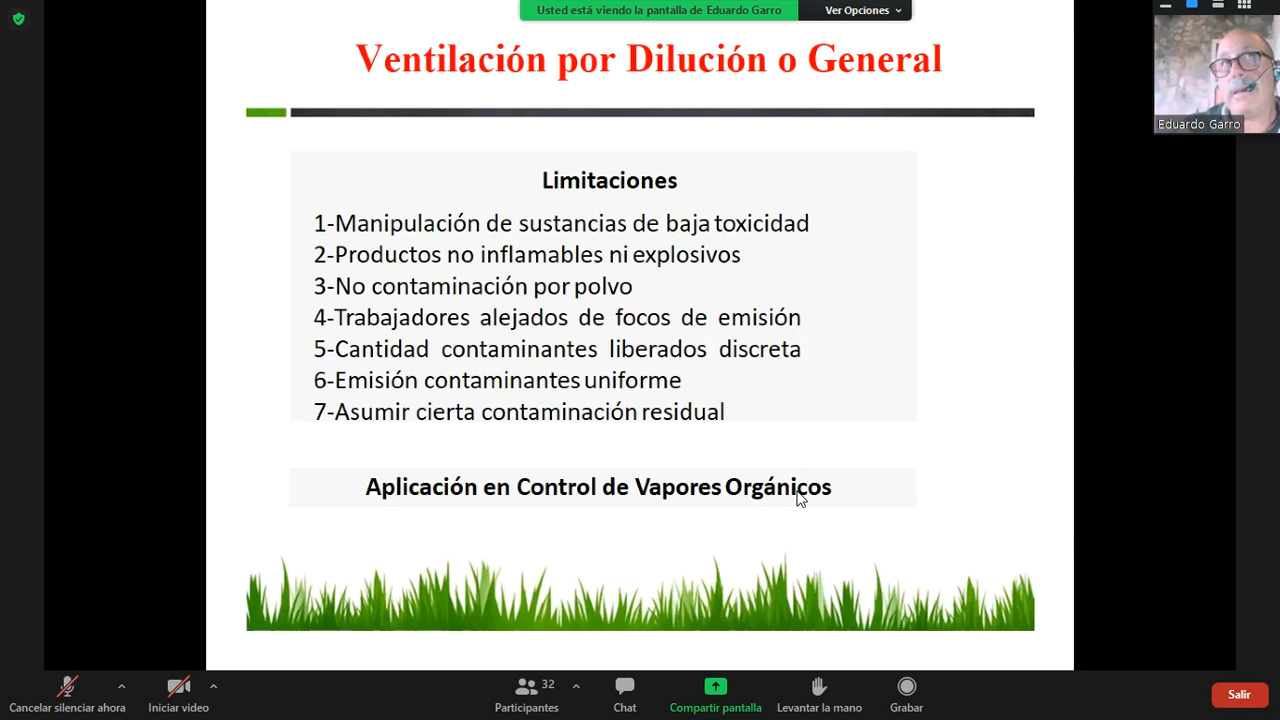 Usted está viendo la pantalla de Eduardo Garro
Ver Opciones
Ventilación por Dilución o General
Eduardo Garro
Limitaciones
1-Manipulación de sustancias de baja toxicidad
2-Productos no inflamables ni explosivos
3-No contaminación por polvo
4-Trabajadores alejados de focos de emisión
5-Cantidad contaminantes liberados discreta
6-Emisión contaminantes uniforme
7-Asumir cierta contaminación residual
Aplicación en Control de Vapores Orgánicos
32
Cancelar silenciar ahora
Iniciar video
Participantes
Chat
Compartir pantalla
Levantar la mano
Grabar
Salir